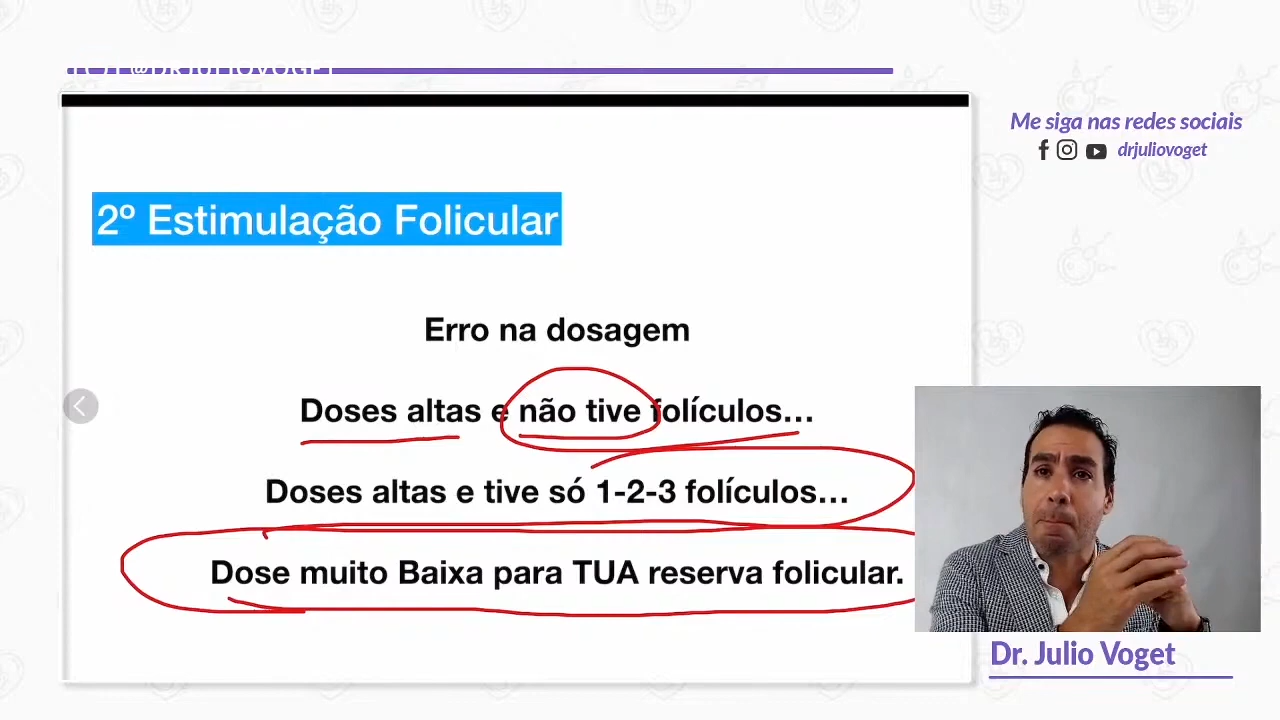 @DRJULIOVOGET
Me siga nas redes sociais
drjuliovoget
2º Estimulação Folicular
Erro na dosagem
Doses altas e não tive folículos...
Doses altas e tive só 1-2-3 folículos...
Dose muito Baixa para TUA reserva folicular.
Dr. Julio Voget